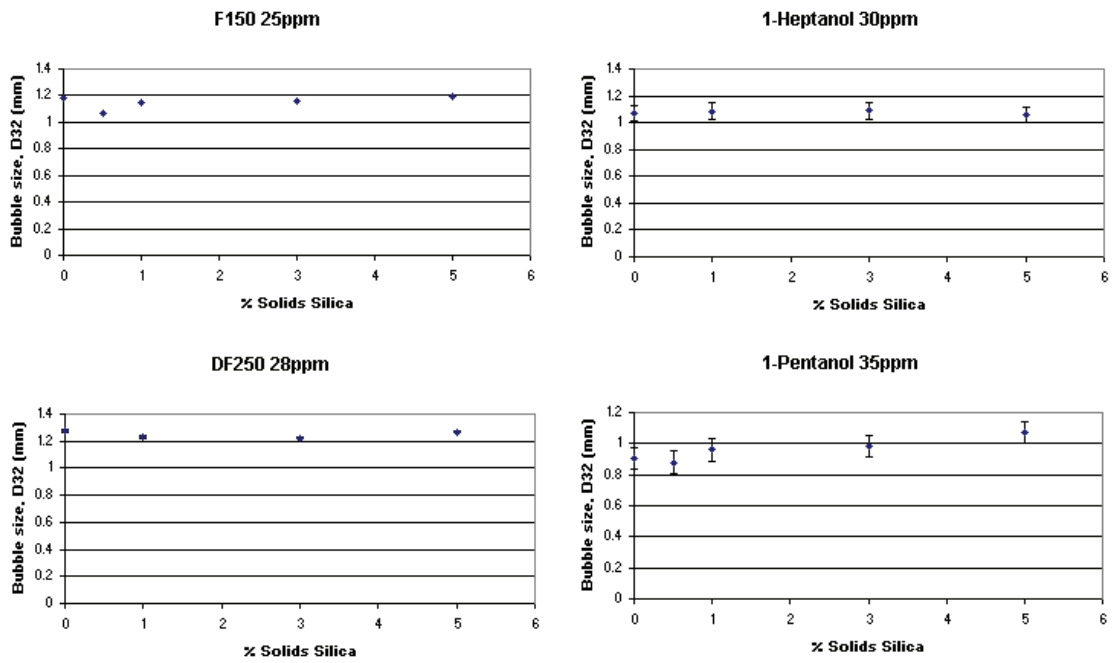 F150 25ppm
Bubble size, D32 (mm)
1.4
1.2
1
0.8
0.6
0.4
0.2
0
0 1 2 3 4 5 6
% Solids Silica
1-Heptanol 30ppm
Bubble size, D32 (mm)
1.4
1.2
1
0.8
0.6
0.4
0.2
0
0 1 2 3 4 5 6
% Solids Silica
DF250 28ppm
Bubble size, D32 (mm)
1.4
1.2
1
0.8
0.6
0.4
0.2
0
0 1 2 3 4 5 6
% Solids Silica
1-Pentanol 35ppm
Bubble size, D32 (mm)
1.2
1
0.8
0.6
0.4
0.2
0
0 1 2 3 4 5 6
% Solids Silica